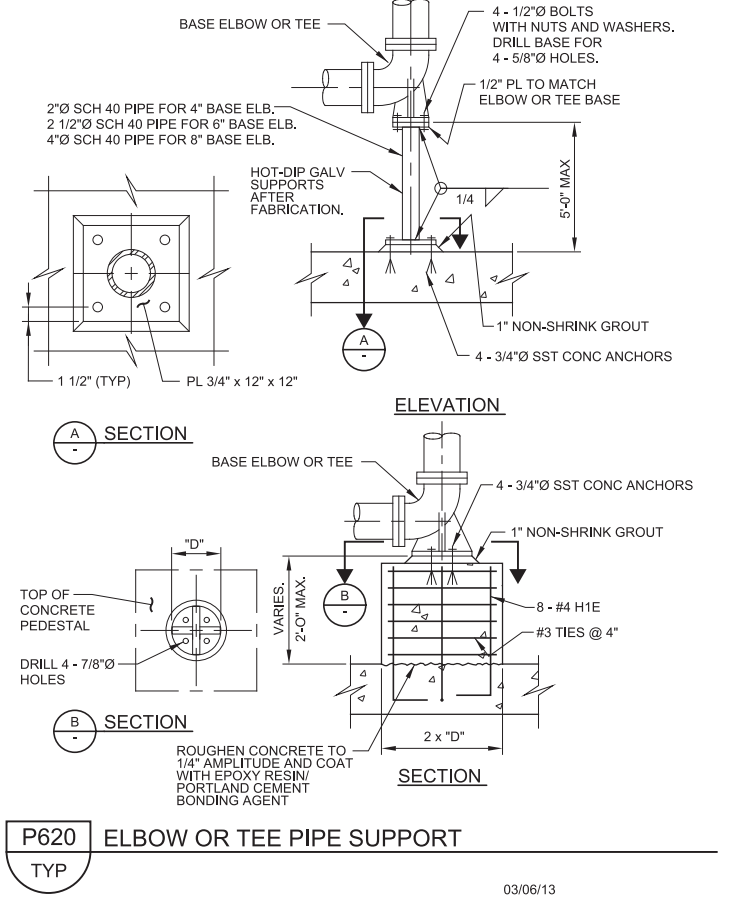 BASE ELBOW OR TEE
4 - 1/2"Ø BOLTS
WITH NUTS AND WASHERS.
DRILL BASE FOR
4 - 5/8"Ø HOLES.
1/2" PL TO MATCH
ELBOW OR TEE BASE
2"Ø SCH 40 PIPE FOR 4" BASE ELB.
2 1/2"Ø SCH 40 PIPE FOR 6" BASE ELB.
4"Ø SCH 40 PIPE FOR 8" BASE ELB.
HOT-DIP GALV
SUPPORTS
AFTER
FABRICATION.
1/4
5'-0" MAX
1" NON-SHRINK GROUT
4 - 3/4"Ø SST CONC ANCHORS
A
-
1 1/2" (TYP)
PL 3/4" x 12" x 12"
A
-
SECTION
ELEVATION
BASE ELBOW OR TEE
4 - 3/4"Ø SST CONC ANCHORS
1" NON-SHRINK GROUT
"D"
TOP OF
CONCRETE
PEDESTAL
DRILL 4 - 7/8"Ø
HOLES
VARIES.
2'-0" MAX.
B
-
8 - #4 H1E
#3 TIES @ 4"
B
-
SECTION
2 x "D"
ROUGHEN CONCRETE TO
1/4" AMPLITUDE AND COAT
WITH EPOXY RESIN/
PORTLAND CEMENT
BONDING AGENT
SECTION
P620
TYP
ELBOW OR TEE PIPE SUPPORT
03/06/13